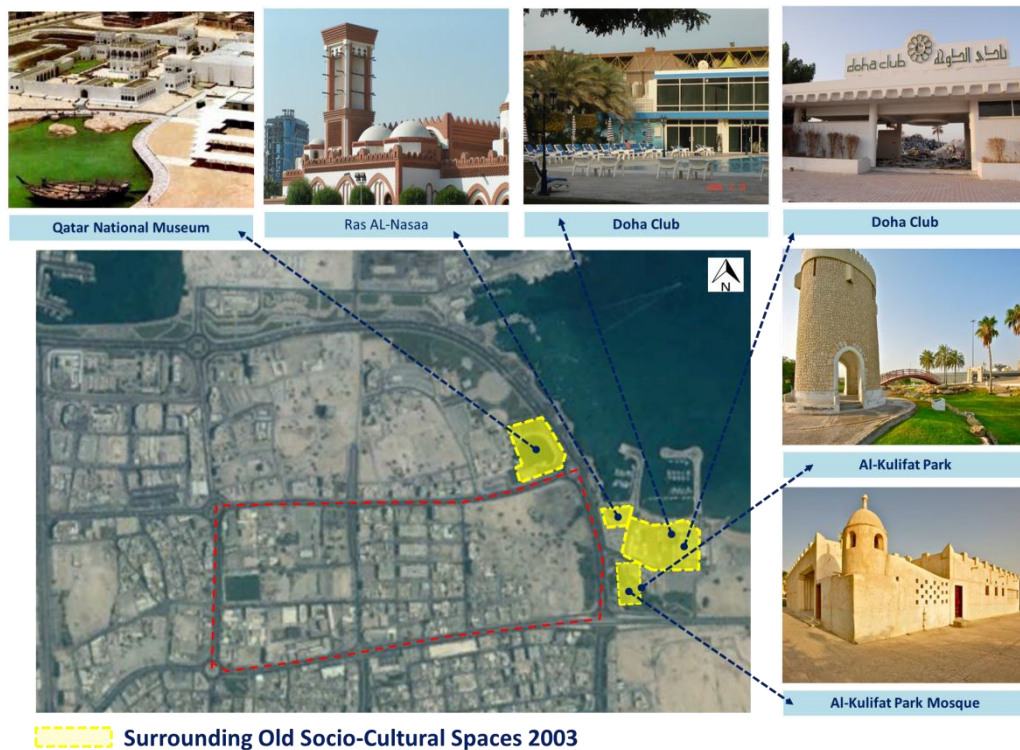 doha club نادي الدوحة
Qatar National Museum
Ras AL-Nasaa
Doha Club
Doha Club
N
Al-Kulifat Park
Al-Kulifat Park Mosque
Surrounding Old Socio-Cultural Spaces 2003